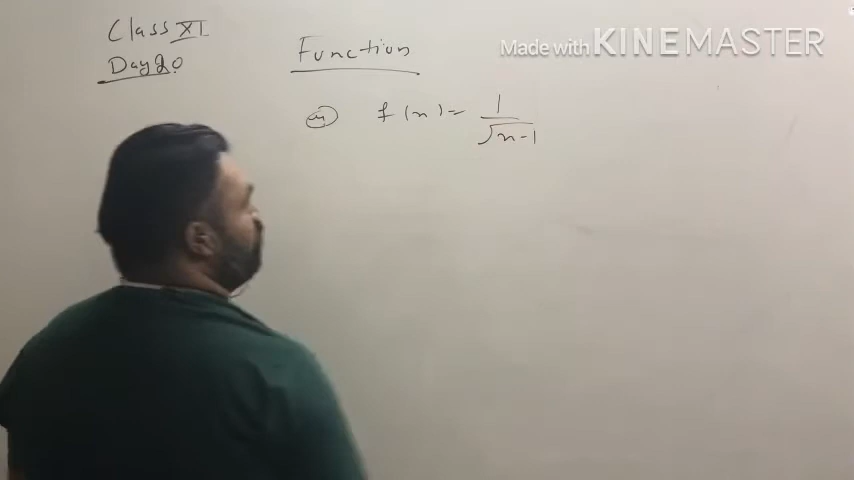 Class XI
Day 20
Function
Made with KINEMASTER
f(x) = 1/√x-1